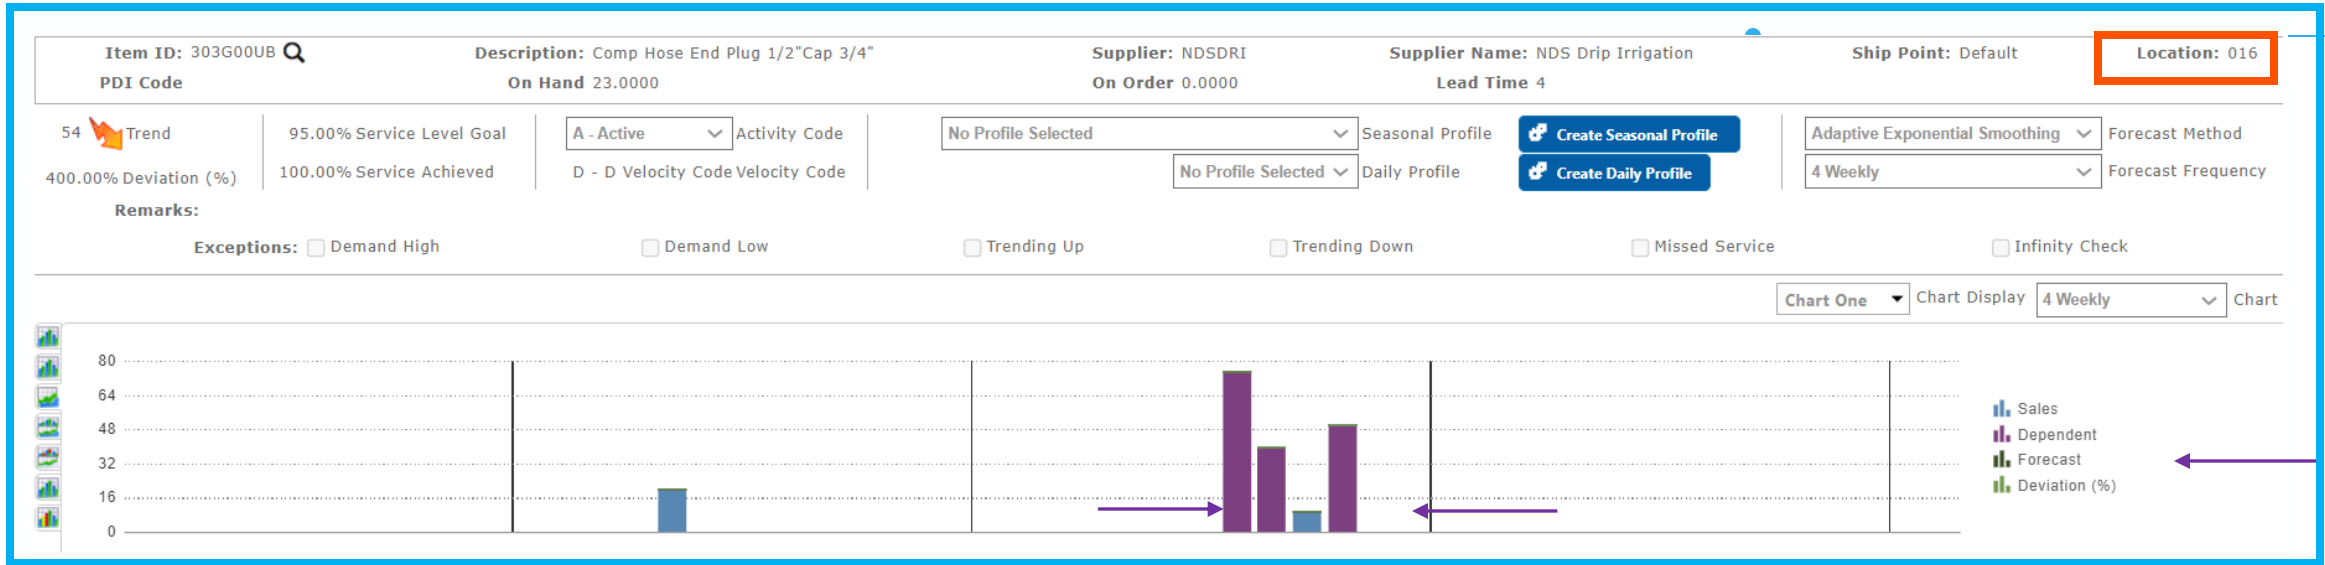 Item ID: 303G00UB Description: Comp Hose End Plug 1/2"Cap 3/4" Supplier: NDSDRI Supplier Name: NDS Drip Irrigation Ship Point: Default Location: 016
PDI Code On Hand 23.0000 On Order 0.0000 Lead Time 4
54 Trend 95.00% Service Level Goal A - Active Activity Code No Profile Selected Seasonal Profile Create Seasonal Profile Adaptive Exponential Smoothing Forecast Method
400.00% Deviation (%) 100.00% Service Achieved D - D Velocity Code Velocity Code No Profile Selected Daily Profile Create Daily Profile 4 Weekly Forecast Frequency
Remarks:
Exceptions: Demand High Demand Low Trending Up Trending Down Missed Service Infinity Check
Chart One Chart Display 4 Weekly Chart
80
64
48
32
16
0
Sales
Dependent
Forecast
Deviation (%)